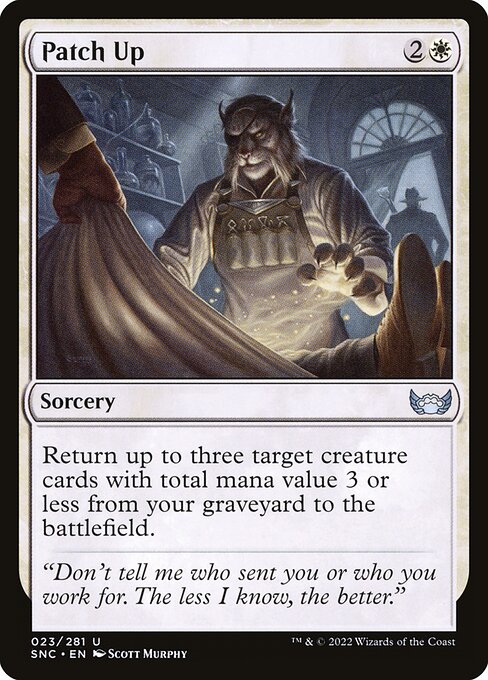 Patch Up 2
Sorcery
Return up to three target creature
cards with total mana value 3 or
less from your graveyard to the
battlefield.
“Don’t tell me who sent you or who you
work for. The less I know, the better.”
023/281 U ™ & © 2022 Wizards of the Coast
SNC • EN Scott Murphy